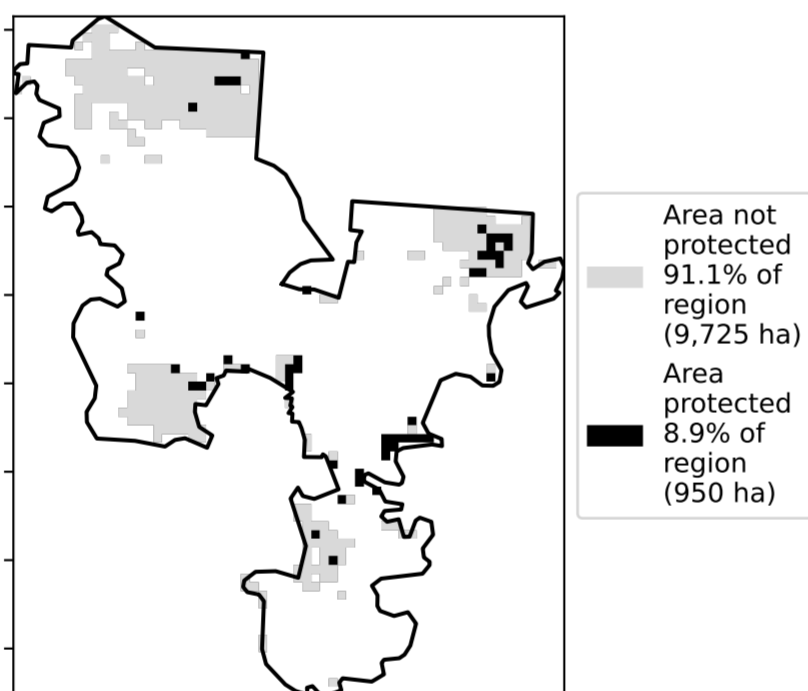 Area not
protected
91.1% of
region
(9,725 ha)
Area
protected
8.9% of
region
(950 ha)